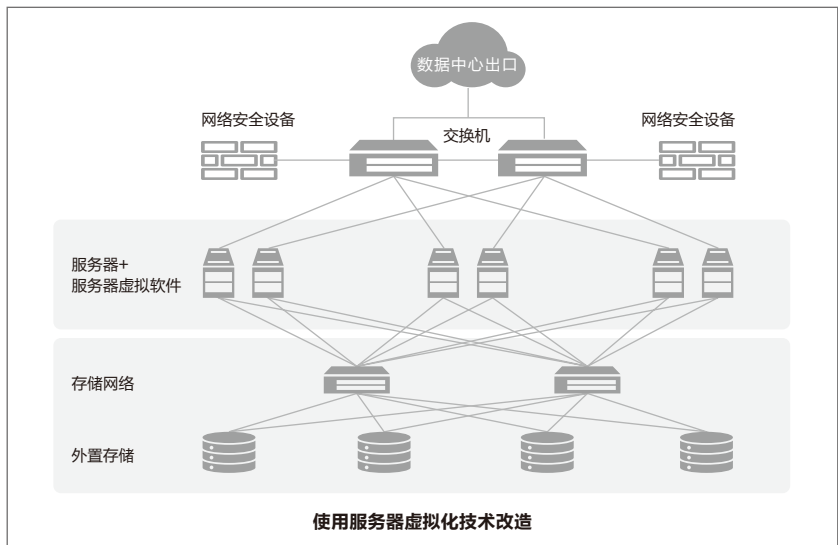 数据中心出口
网络安全设备
网络安全设备
交换机
服务器+
服务器虚拟软件
存储网络
外置存储
使用服务器虚拟化技术改造